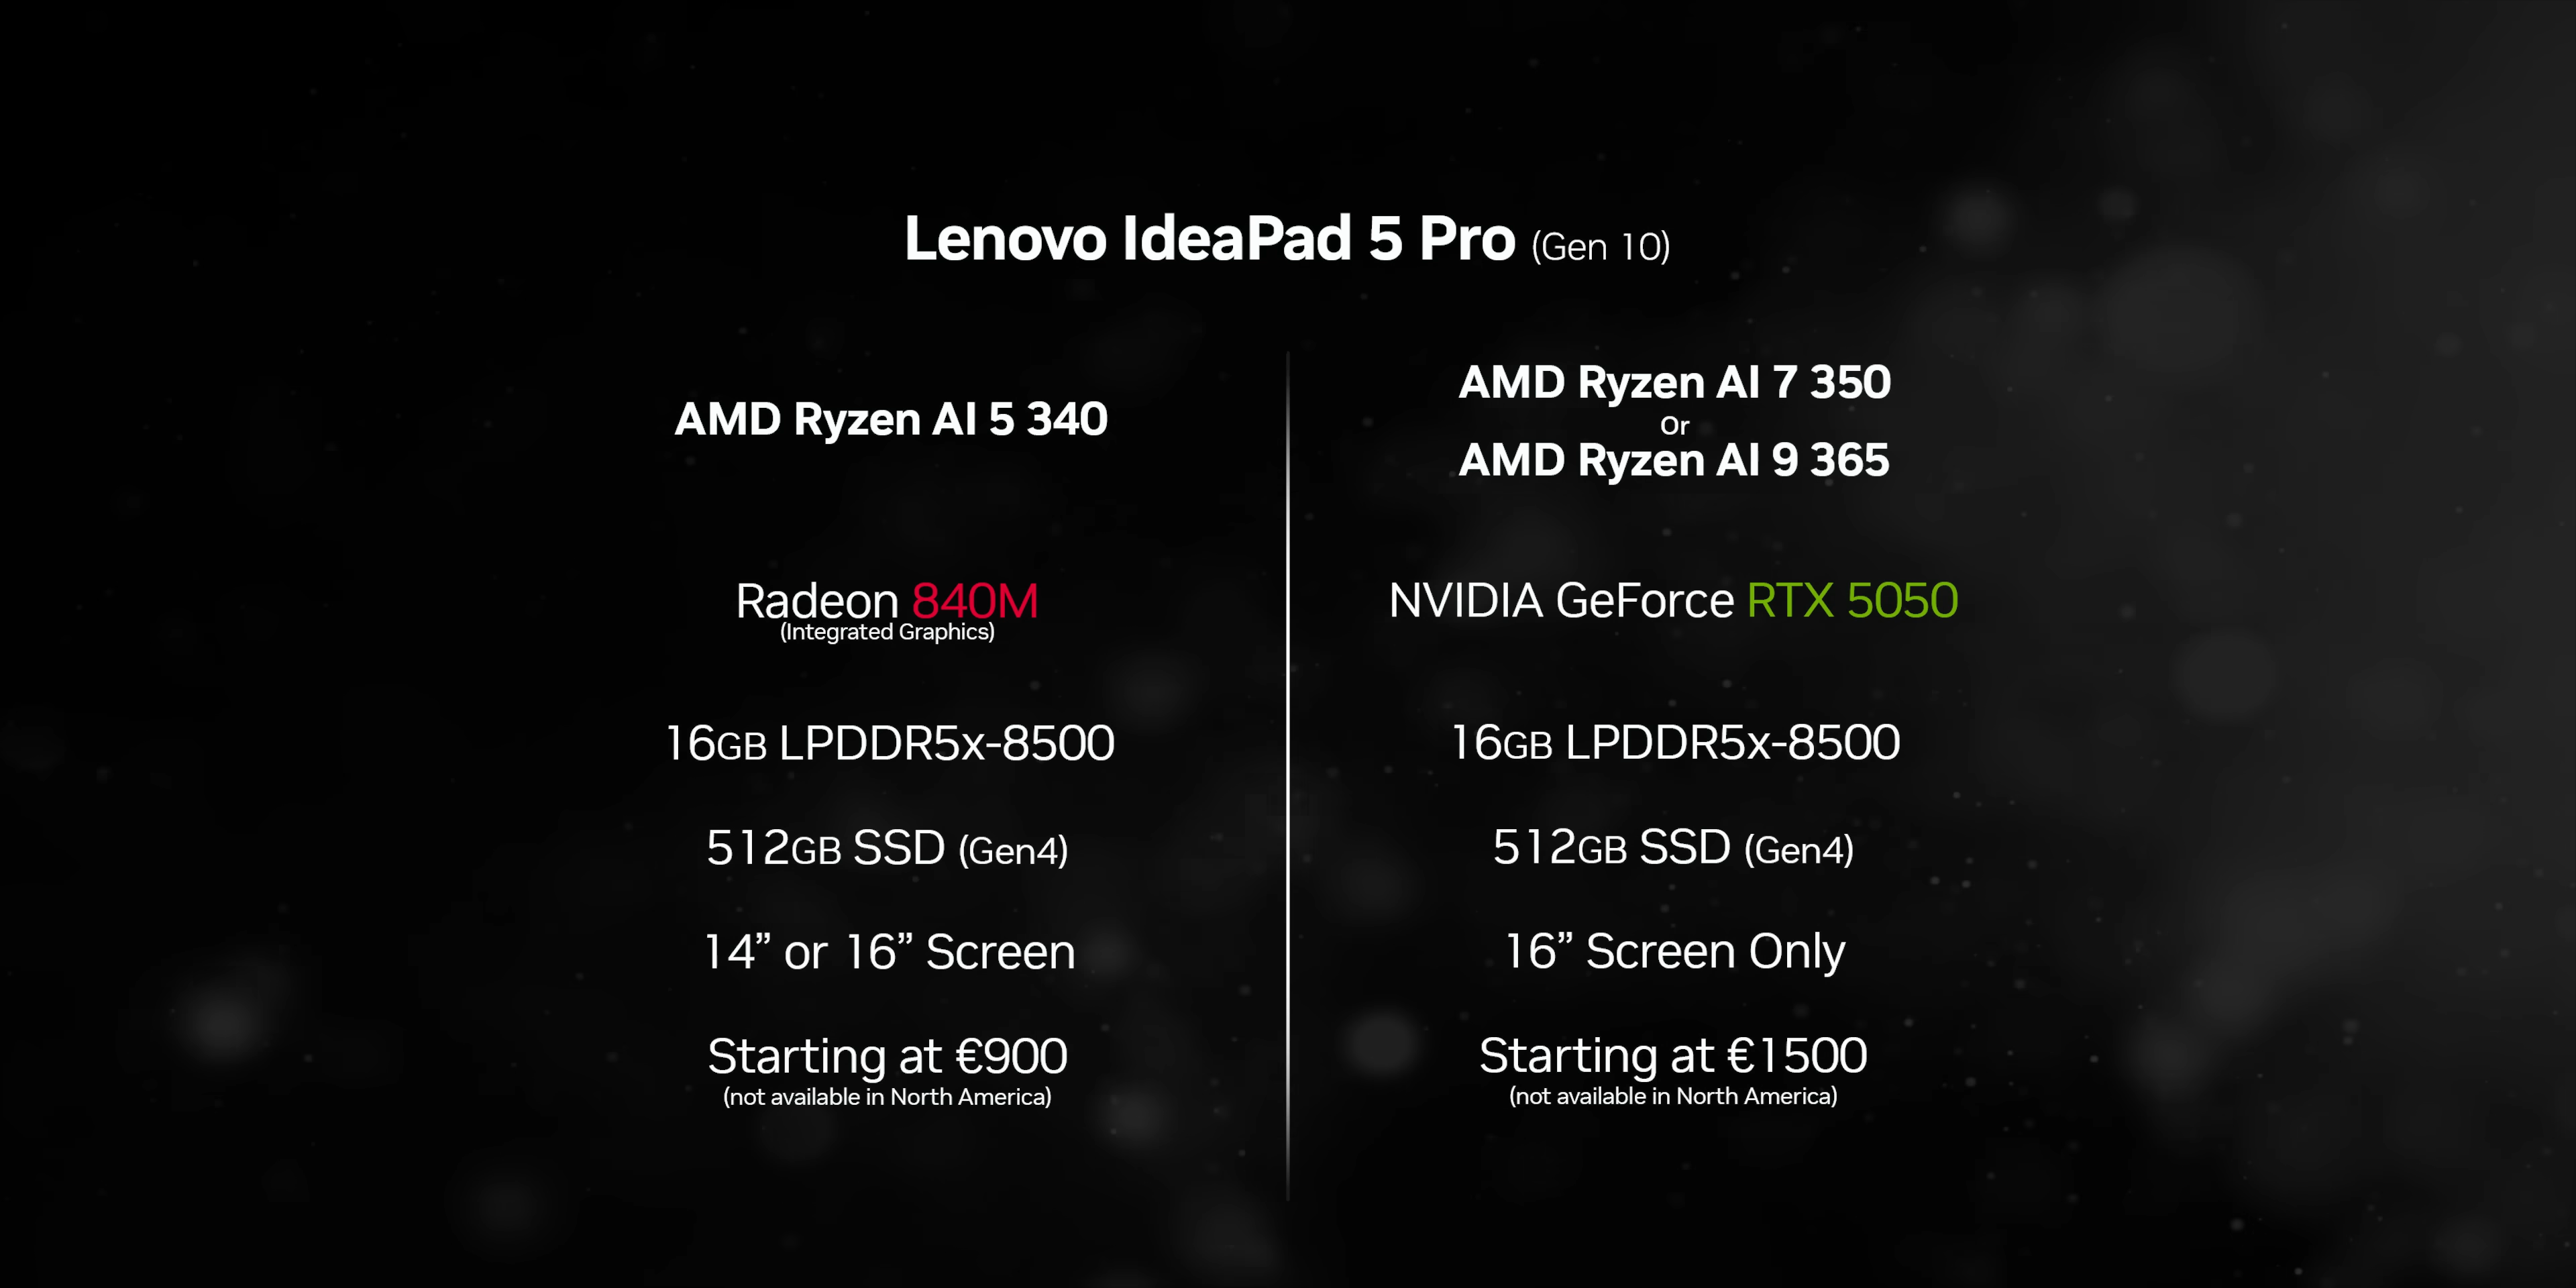 Lenovo IdeaPad 5 Pro (Gen 10)
AMD Ryzen AI 5 340
Radeon 840M
(Integrated Graphics)
16GB LPDDR5x-8500
512GB SSD (Gen4)
14” or 16” Screen
Starting at €900
(not available in North America)
AMD Ryzen AI 7 350
Or
AMD Ryzen AI 9 365
NVIDIA GeForce RTX 5050
16GB LPDDR5x-8500
512GB SSD (Gen4)
16” Screen Only
Starting at €1500
(not available in North America)